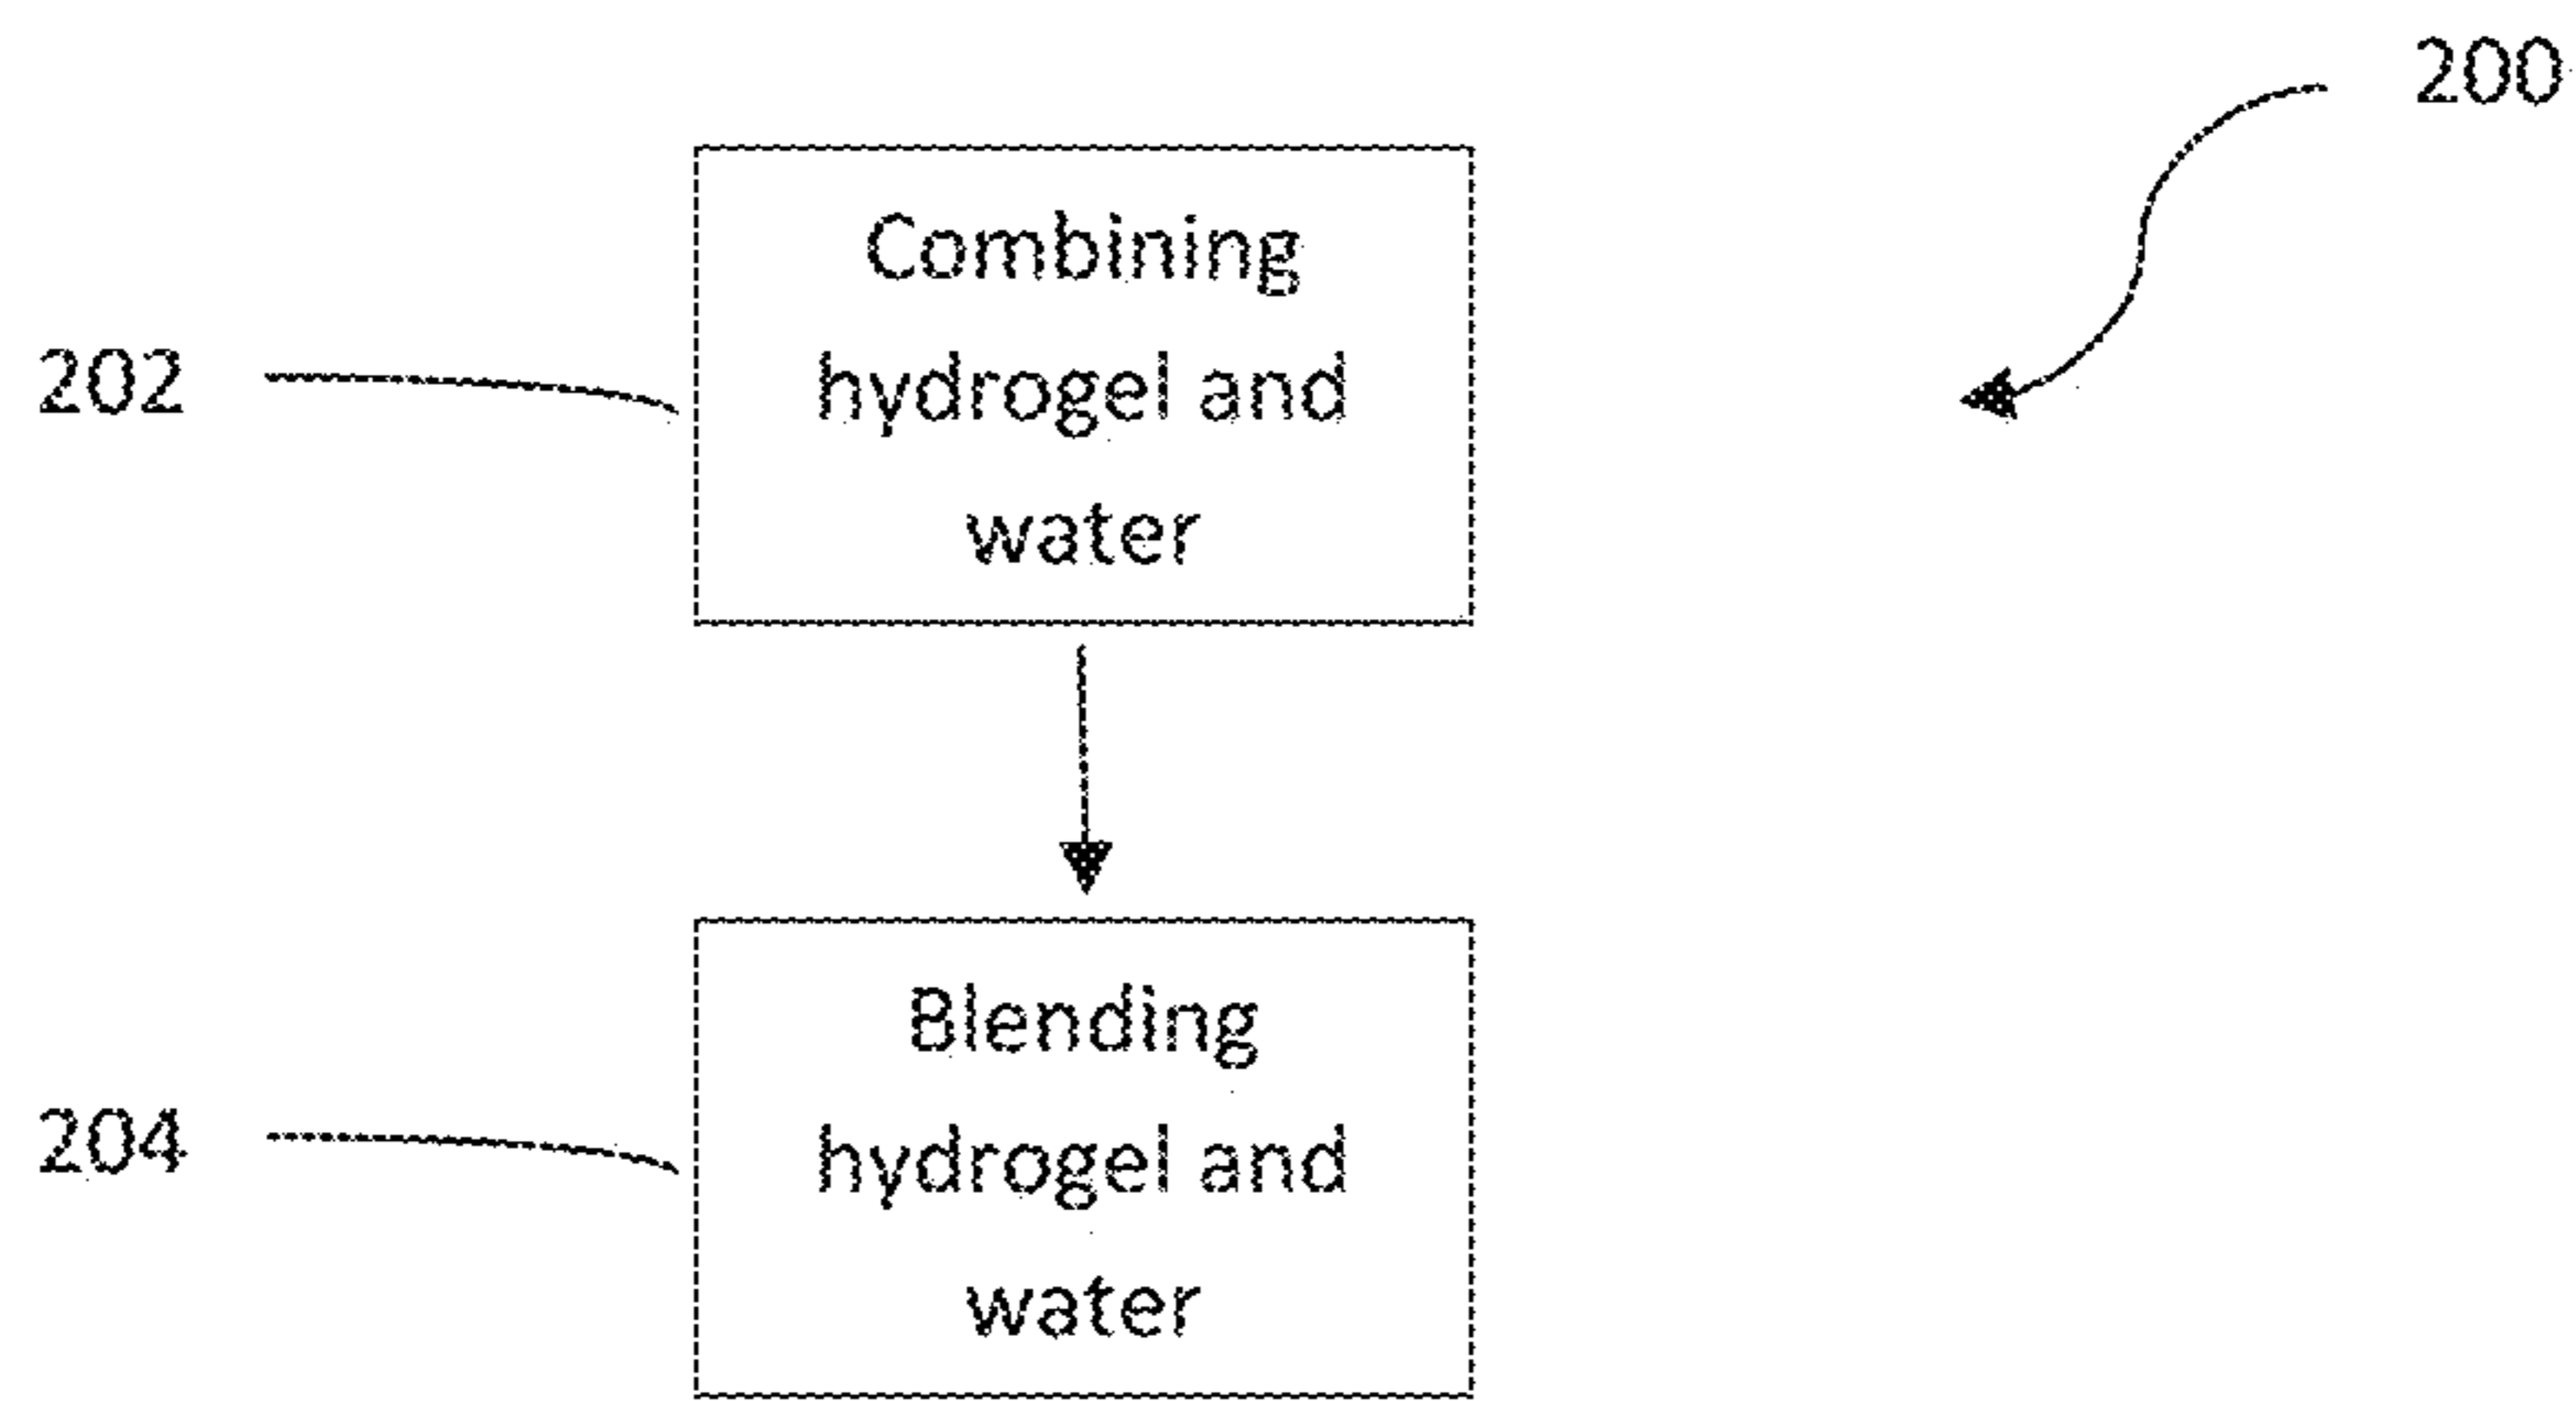 200
Combining
202
hydrogel and
water
Blending
204
hydrogel and
water